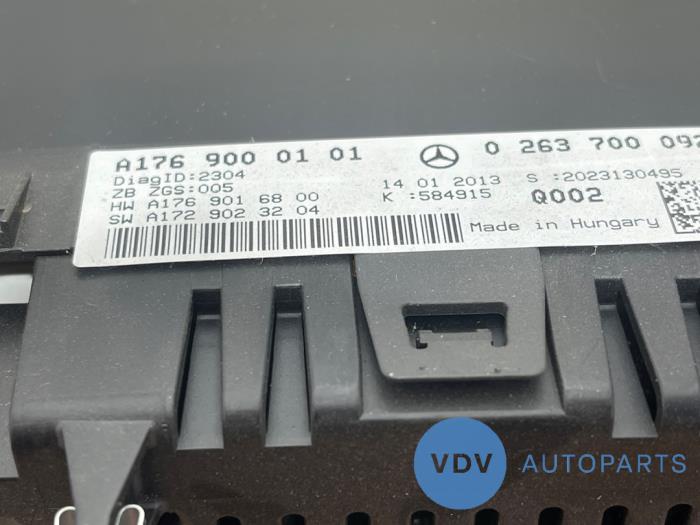 A176 900 01 01 0 263 700 092
DiagID:2304
ZB ZGS:005 14 01 2013 S :2023130495
HW A176 901 68 00 K :584915 Q002
SW A172 902 32 04 Made in Hungary
VDV AUTOPARTS